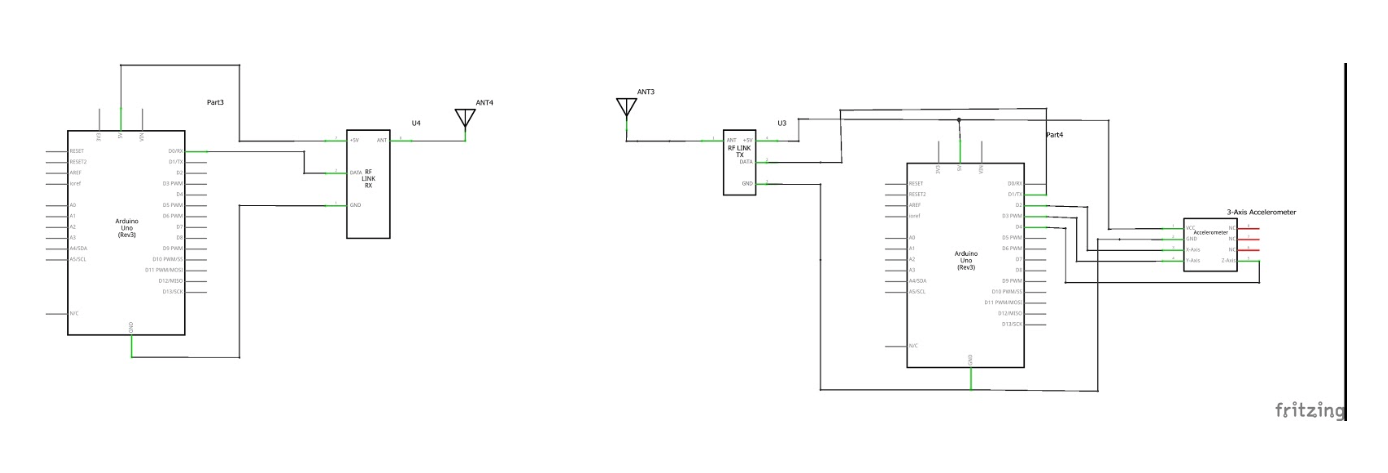 ANT3
Part3
ANT4
U4
U3
Part4
3V3
5V
VIN
RESET
RESET2
AREF
ioref
A0
A1
A2
A3
A4/SDA
A5/SCL
N/C
D0/RX
D1/TX
D2
D3 PWM
D4
D5 PWM
D6 PWM
D7
D8
D9 PWM
D10 PWM/SS
D11 PWM/MOSI
D12/MISO
D13/SCK
Arduino
Uno
(Rev3)
GND
+5V
ANT
DATA
RF
LINK
RX
GND
ANT
+5V
RF LINK
TX
DATA
GND
3V3
5V
VIN
RESET
RESET2
AREF
ioref
A0
A1
A2
A3
A4/SDA
A5/SCL
N/C
D0/RX
D1/TX
D2
D3 PWM
D4
D5 PWM
D6 PWM
D7
D8
D9 PWM
D10 PWM/SS
D11 PWM/MOSI
D12/MISO
D13/SCK
Arduino
Uno
(Rev3)
GND
3-Axis Accelerometer
VCC
NC
Accelerometer
GND
NC
X-Axis
NC
Y-Axis
Z-Axis
fritzing